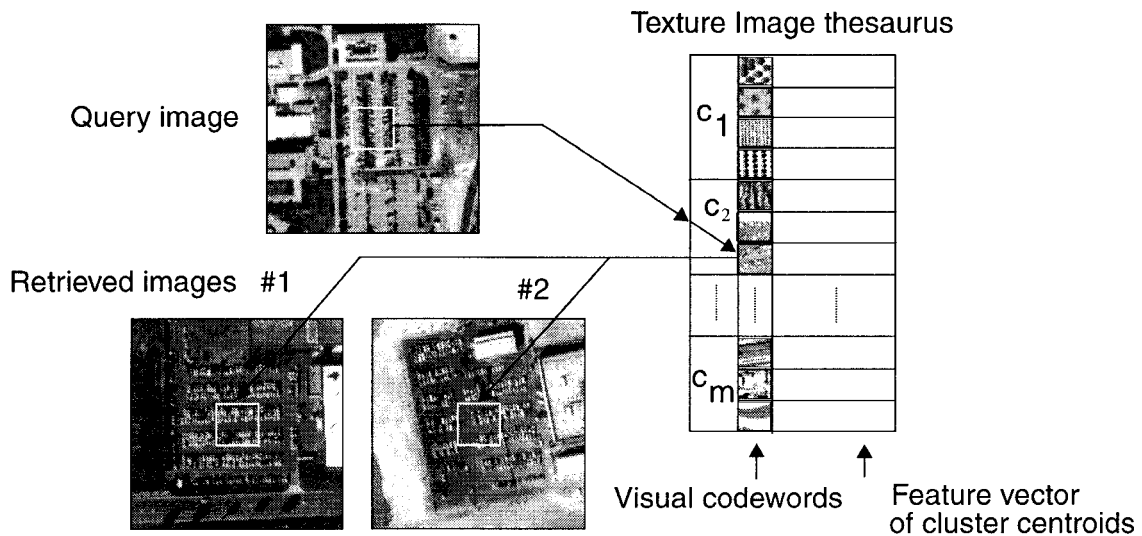 Texture Image thesaurus
Query image
c1
c2
Retrieved images #1
#2
cm
Visual codewords
Feature vector
of cluster centroids